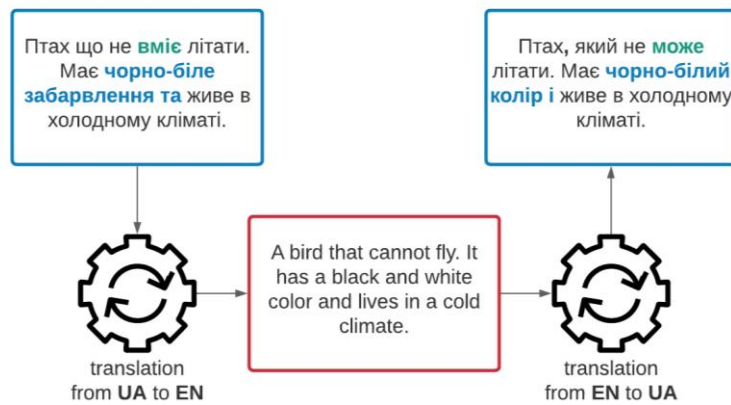 Птах що не вміє літати.
Має чорно-біле
забарвлення та живе в
холодному кліматі.
Птах, який не може
літати. Має чорно-білий
колір і живе в холодному
кліматі.
A bird that cannot fly. It
has a black and white
color and lives in a cold
climate.
translation
from UA to EN
translation
from EN to UA